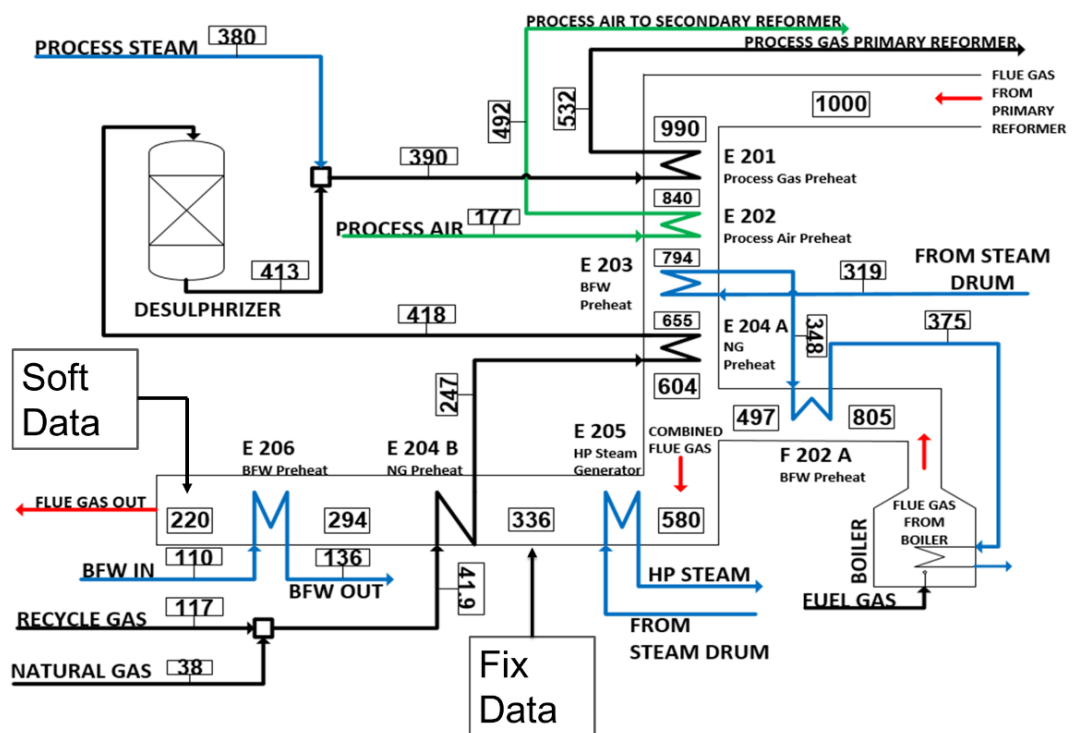 PROCESS STEAM
380
PROCESS AIR TO SECONDARY REFORMER
PROCESS GAS PRIMARY REFORMER
492
532
1000
FLUE GAS
FROM
PRIMARY
REFORMER
990
390
E 201
Process Gas Preheat
840
E 202
Process Air Preheat
177
PROCESS AIR
413
DESULPHRIZER
E 203
BFW
Preheat
794
319
FROM STEAM
DRUM
418
655
E 204 A
NG
Preheat
348
375
604
247
497
805
F 202 A
BFW Preheat
Soft
Data
E 206
BFW Preheat
E 204 B
NG Preheat
E 205
HP Steam
Generator
COMBINED
FLUE GAS
FLUE GAS OUT
220
294
336
580
FLUE GAS
FROM
BOILER
BOILER
110
BFW IN
136
BFW OUT
41.9
HP STEAM
FUEL GAS
117
RECYCLE GAS
FROM
STEAM DRUM
38
NATURAL GAS
Fix
Data